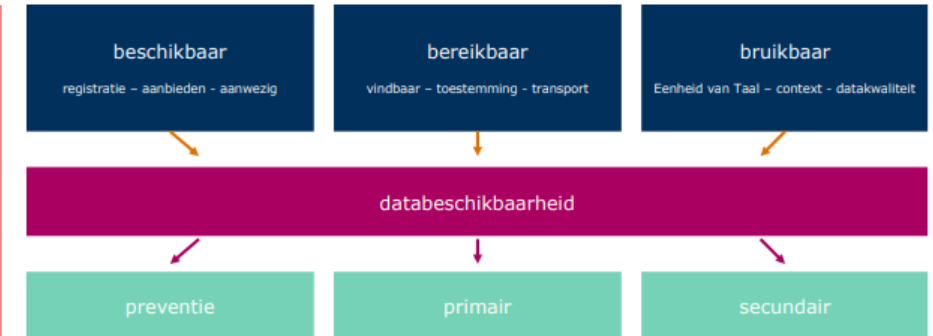 beschikbaar
registratie – aanbieden - aanwezig
bereikbaar
vindbaar – toestemming - transport
bruikbaar
Eenheid van Taal – context - datakwaliteit
databeschikbaarheid
preventie
primair
secundair